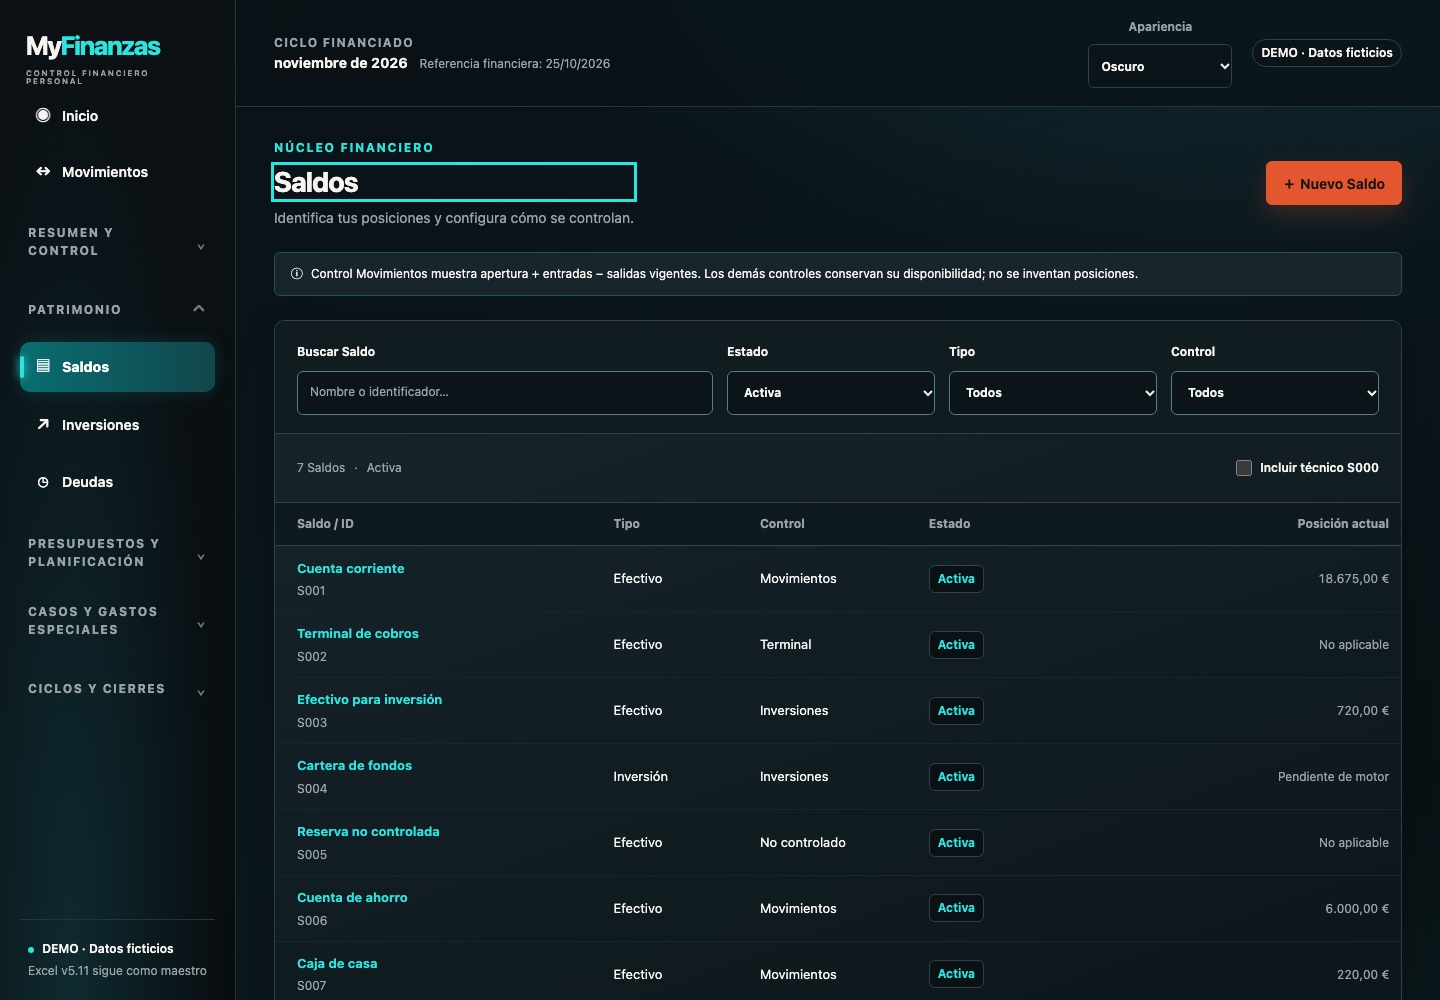 MyFinanzas
CONTROL FINANCIERO
PERSONAL
Inicio
Movimientos
RESUMEN Y
CONTROL
PATRIMONIO
Saldos
Inversiones
Deudas
PRESUPUESTOS Y
PLANIFICACIÓN
CASOS Y GASTOS
ESPECIALES
CICLOS Y CIERRES
DEMO · Datos ficticios
Excel v5.11 sigue como maestro
CICLO FINANCIADO
noviembre de 2026 Referencia financiera: 25/10/2026
Apariencia
Oscuro
DEMO · Datos ficticios
NÚCLEO FINANCIERO
Saldos
Identifica tus posiciones y configura cómo se controlan.
+ Nuevo Saldo
Control Movimientos muestra apertura + entradas – salidas vigentes. Los demás controles conservan su disponibilidad; no se inventan posiciones.
Buscar Saldo Estado Tipo Control
Nombre o identificador... Activa Todos Todos
7 Saldos · Activa Incluir técnico S000
Saldo / ID Tipo Control Estado Posición actual
Cuenta corriente
S001 Efectivo Movimientos Activa 18.675,00 €
Terminal de cobros
S002 Efectivo Terminal Activa No aplicable
Efectivo para inversión
S003 Efectivo Inversiones Activa 720,00 €
Cartera de fondos
S004 Inversión Inversiones Activa Pendiente de motor
Reserva no controlada
S005 Efectivo No controlado Activa No aplicable
Cuenta de ahorro
S006 Efectivo Movimientos Activa 6.000,00 €
Caja de casa
S007 Efectivo Movimientos Activa 220,00 €